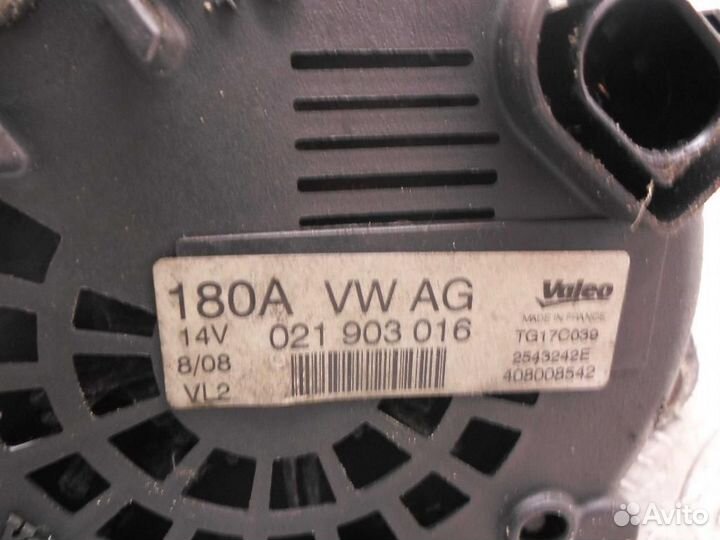 180A VW AG
14V 021 903 016
8/08
VL2
Valeo
MADE IN FRANCE
TG17C039
2543242E
408008542
Avito